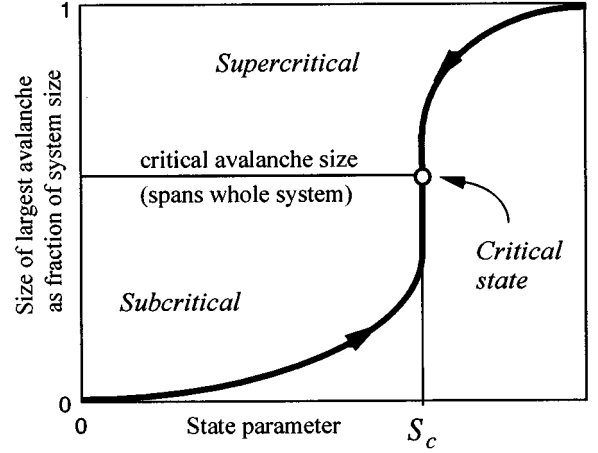 1
Size of largest avalanche
as fraction of system size
Supercritical
critical avalanche size
(spans whole system)
Critical
state
Subcritical
0
0
State parameter
S_c